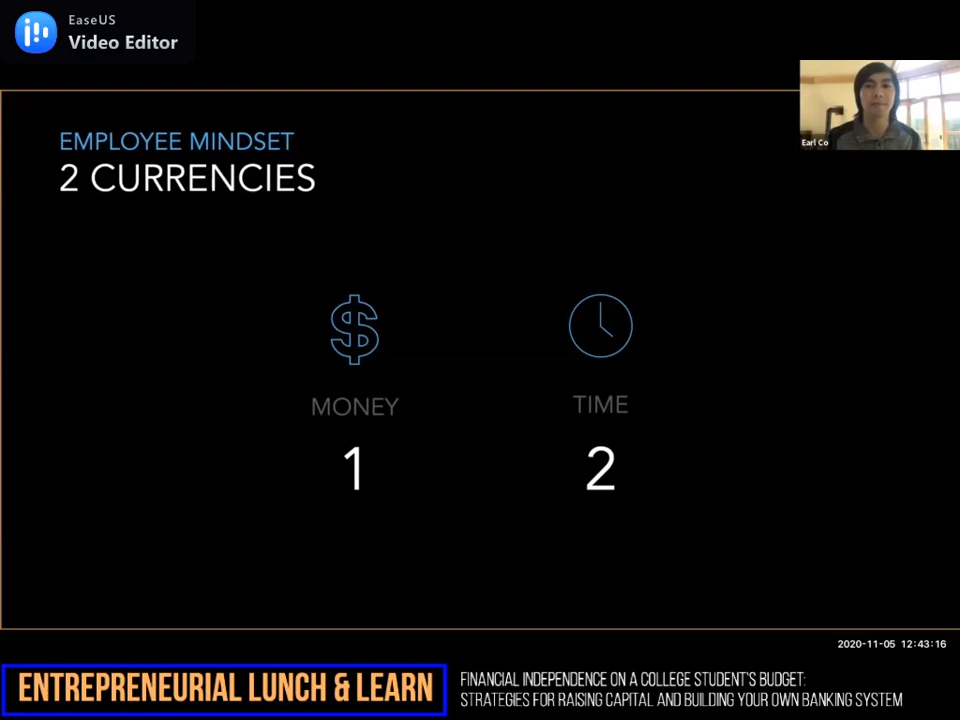 EaseUS
Video Editor
EMPLOYEE MINDSET
2 CURRENCIES
Earl Co
MONEY
TIME
1
2
2020-11-05 12:43:16
ENTREPRENEURIAL LUNCH & LEARN
FINANCIAL INDEPENDENCE ON A COLLEGE STUDENT'S BUDGET:
STRATEGIES FOR RAISING CAPITAL AND BUILDING YOUR OWN BANKING SYSTEM